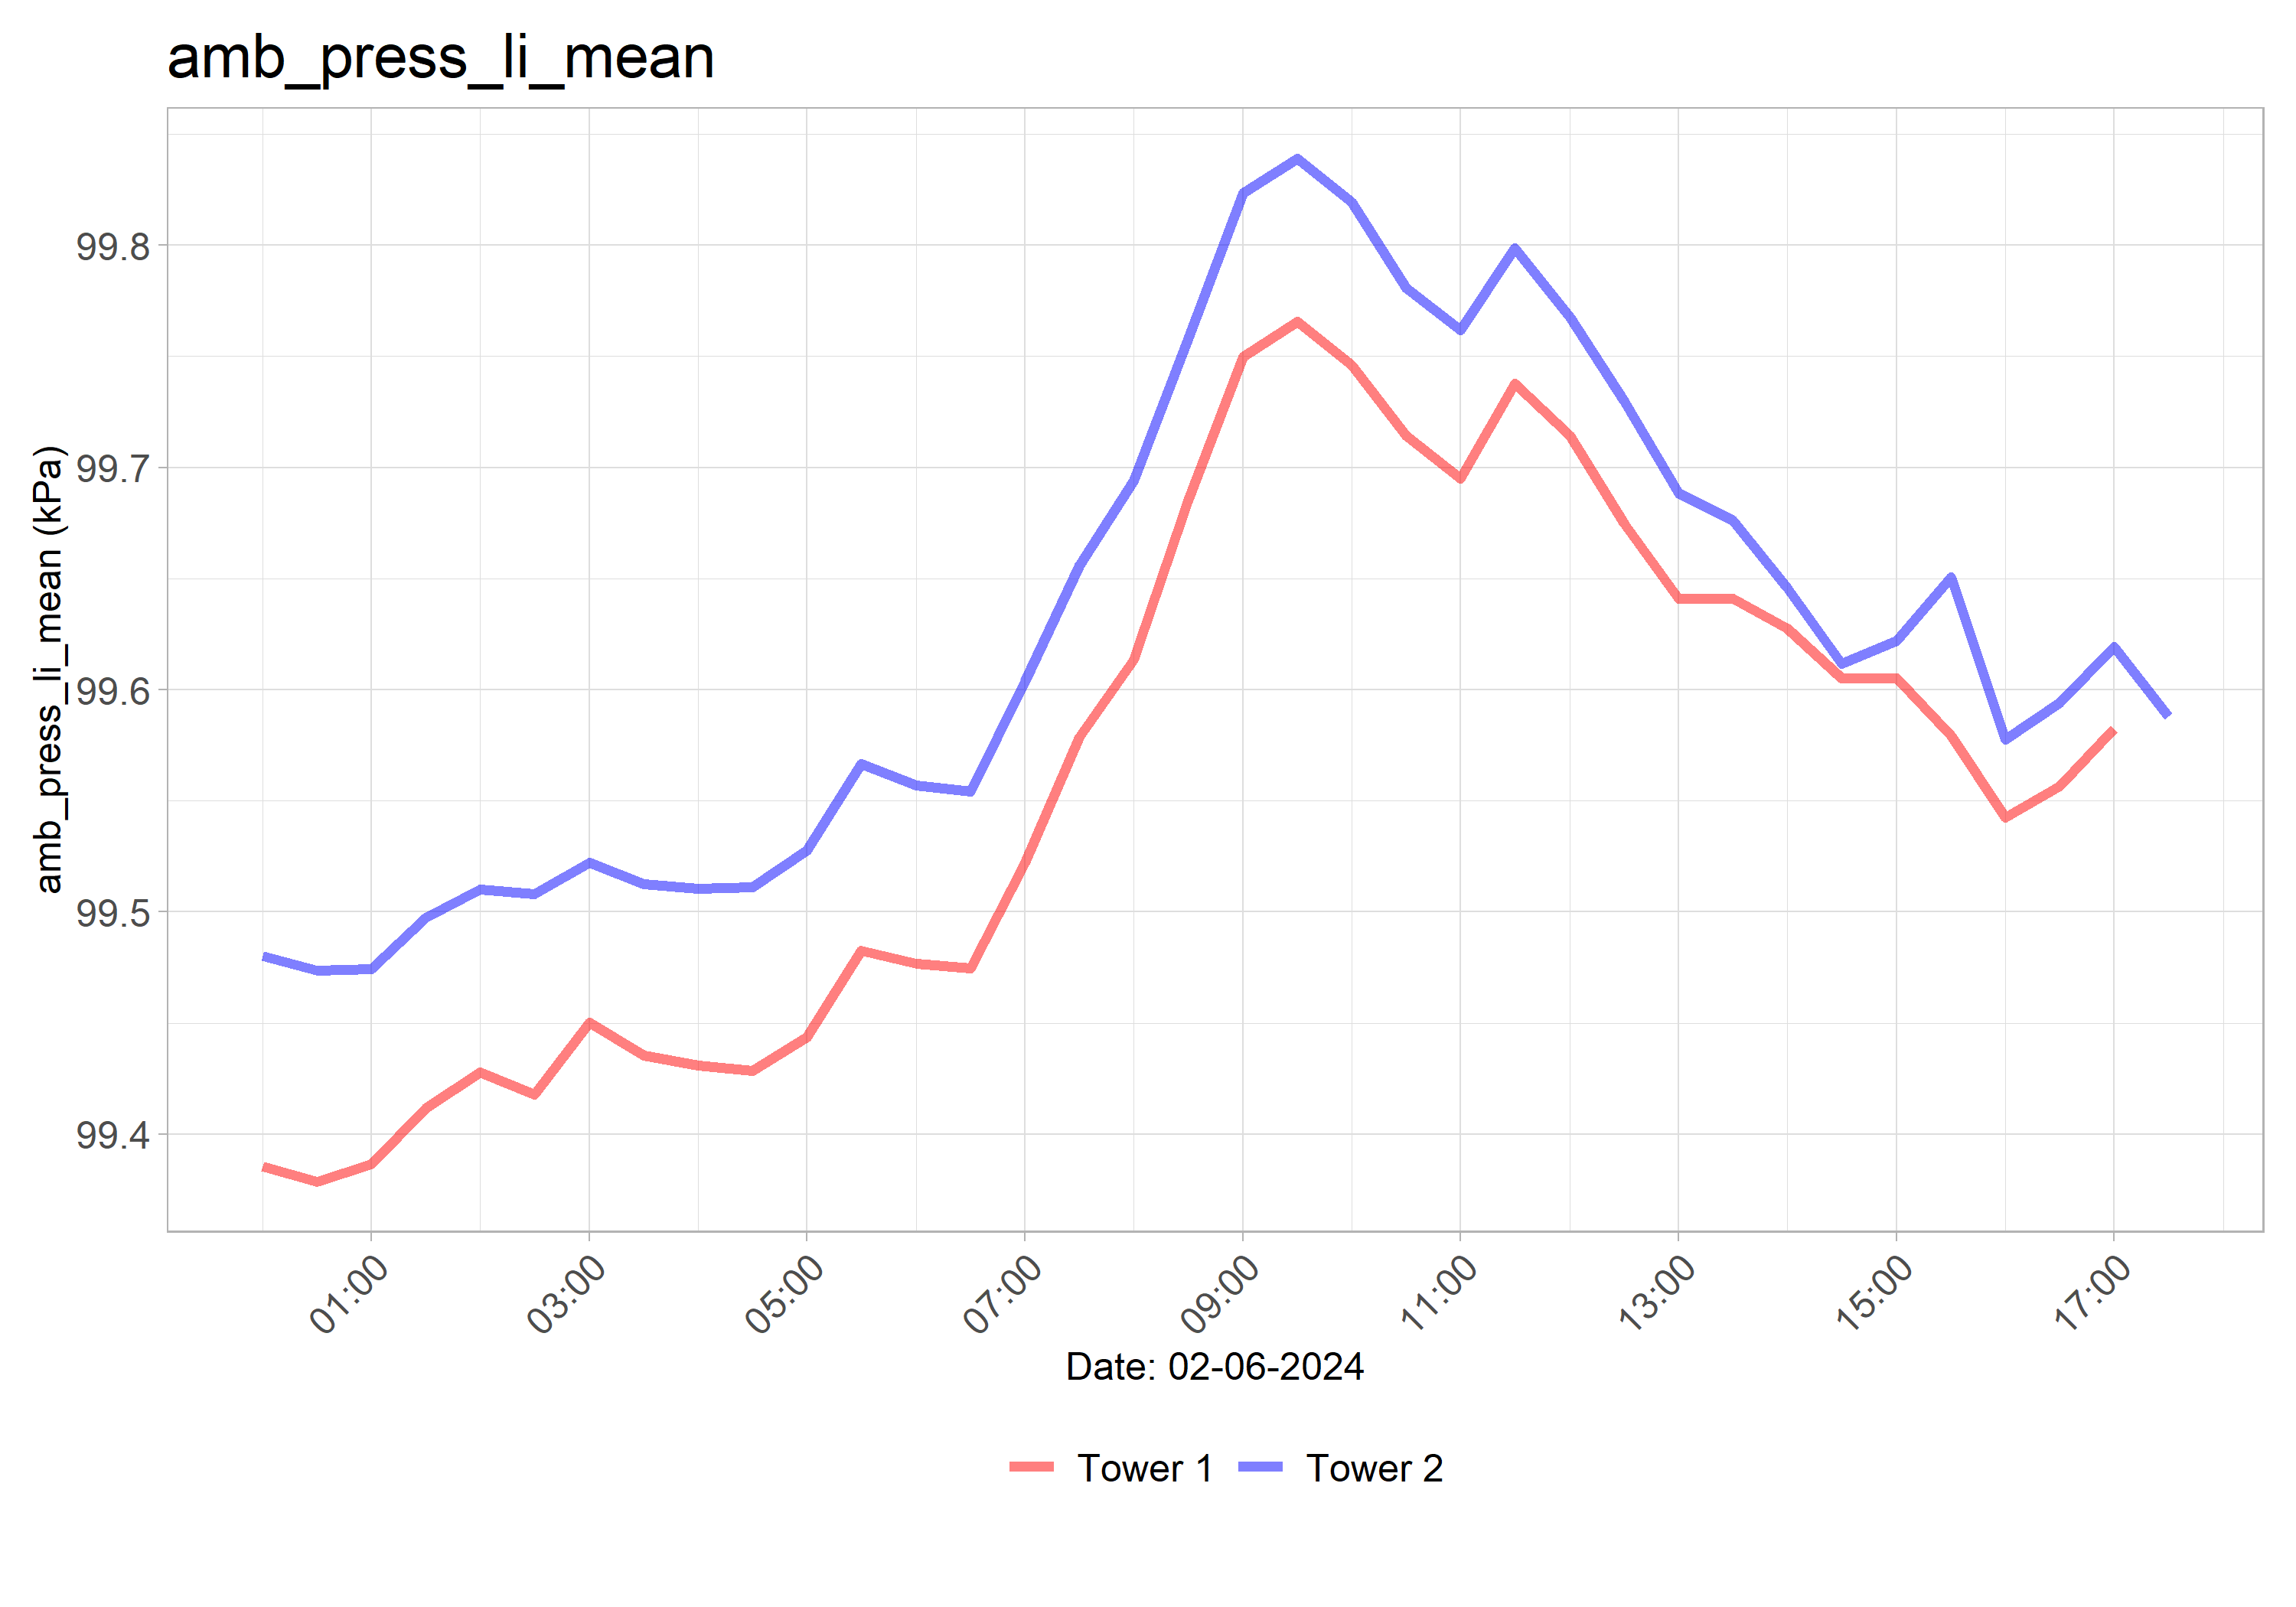 amb_press_li_mean
amb_press_li_mean (kPa)
99.8
99.7
99.6
99.5
99.4
01:00 03:00 05:00 07:00 09:00 11:00 13:00 15:00 17:00
Date: 02-06-2024
Tower 1 Tower 2